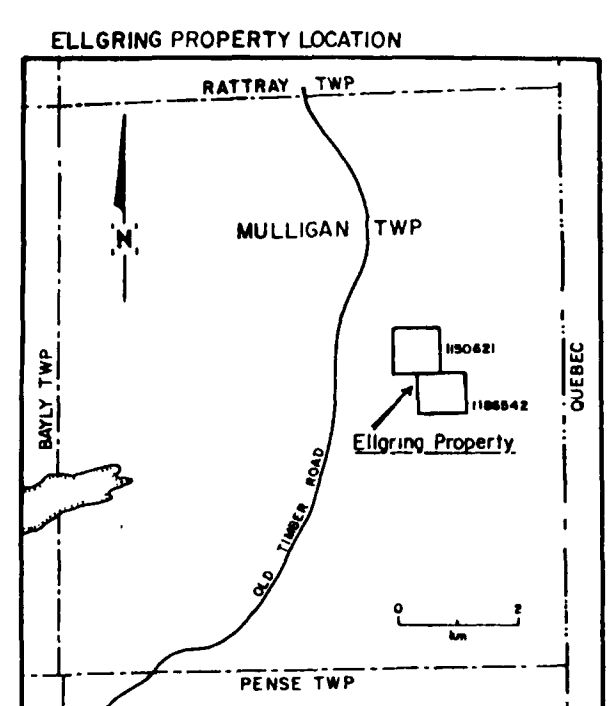 ELLGRING PROPERTY LOCATION
RATTRAY TWP
N
MULLIGAN TWP
1150621
BAYLY TWP
QUEBEC
1186542
Ellgring Property
OLD TIMBER ROAD
0 2
km
PENSE TWP